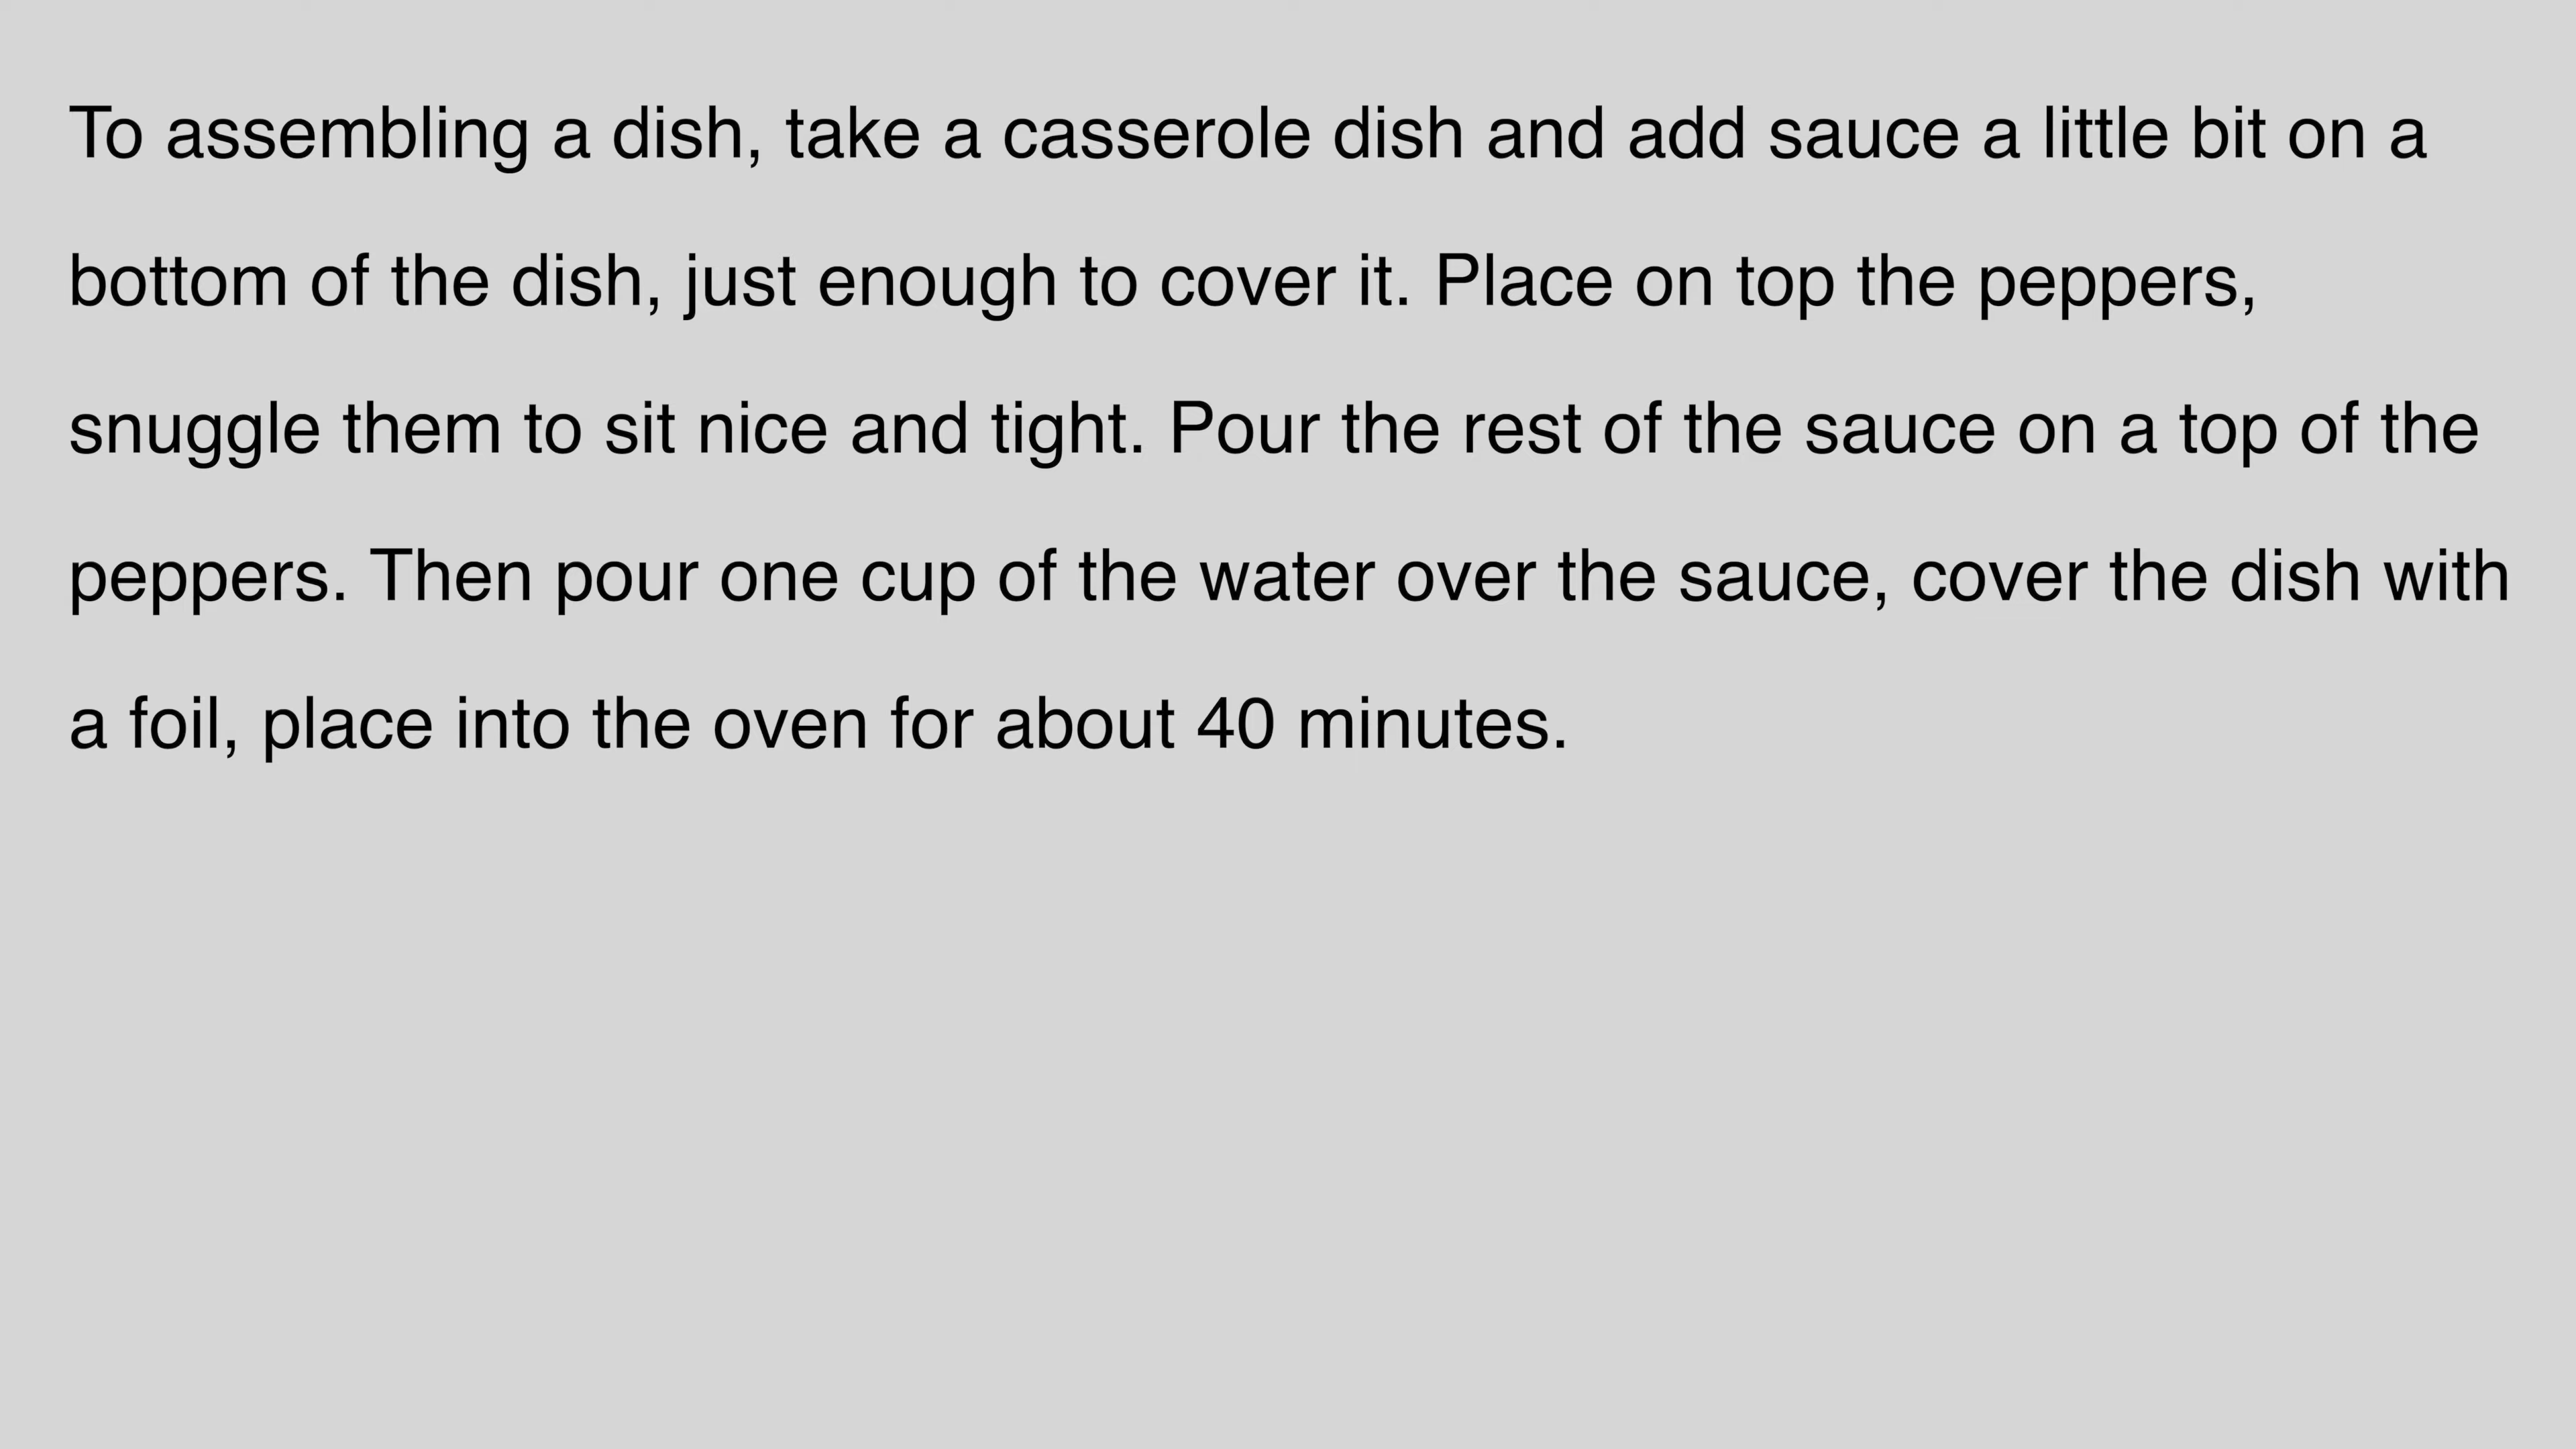 To assembling a dish, take a casserole dish and add sauce a little bit on a
bottom of the dish, just enough to cover it. Place on top the peppers,
snuggle them to sit nice and tight. Pour the rest of the sauce on a top of the
peppers. Then pour one cup of the water over the sauce, cover the dish with
a foil, place into the oven for about 40 minutes.